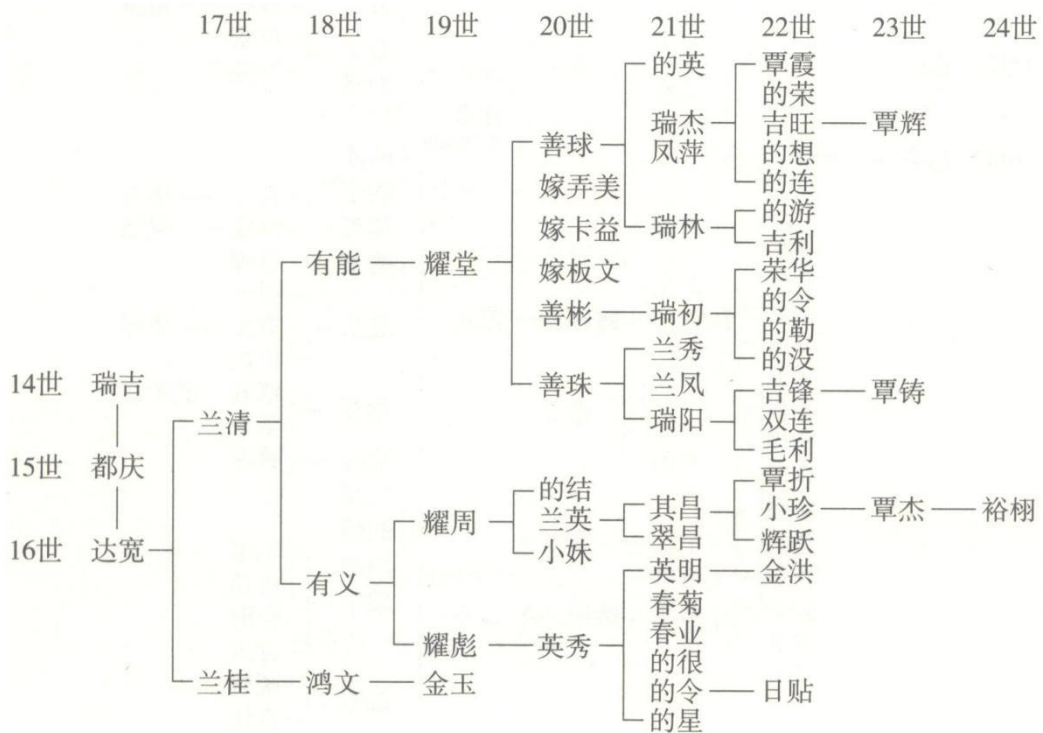 17世 18世 19世 20世 21世 22世 23世 24世
的英 覃霞
的荣
瑞杰 吉旺 覃辉
善球 凤萍 的想
嫁弄美 的连
的游
嫁卡益 瑞林
吉利
有能 耀堂 嫁板文 荣华
的令
善彬 瑞初
的勒
兰秀 的没
14世 瑞吉 善珠 兰凤 吉锋 覃铸
兰清 瑞阳 双连
毛利
15世 都庆 覃折
的结
耀周 兰英 其昌 小珍 覃杰 裕栩
翠昌
16世 达宽 小妹 辉跃
有义 英明 金洪
春菊
春业
耀彪 英秀
的很
兰桂 鸿文 金玉 的令 日贴
的星